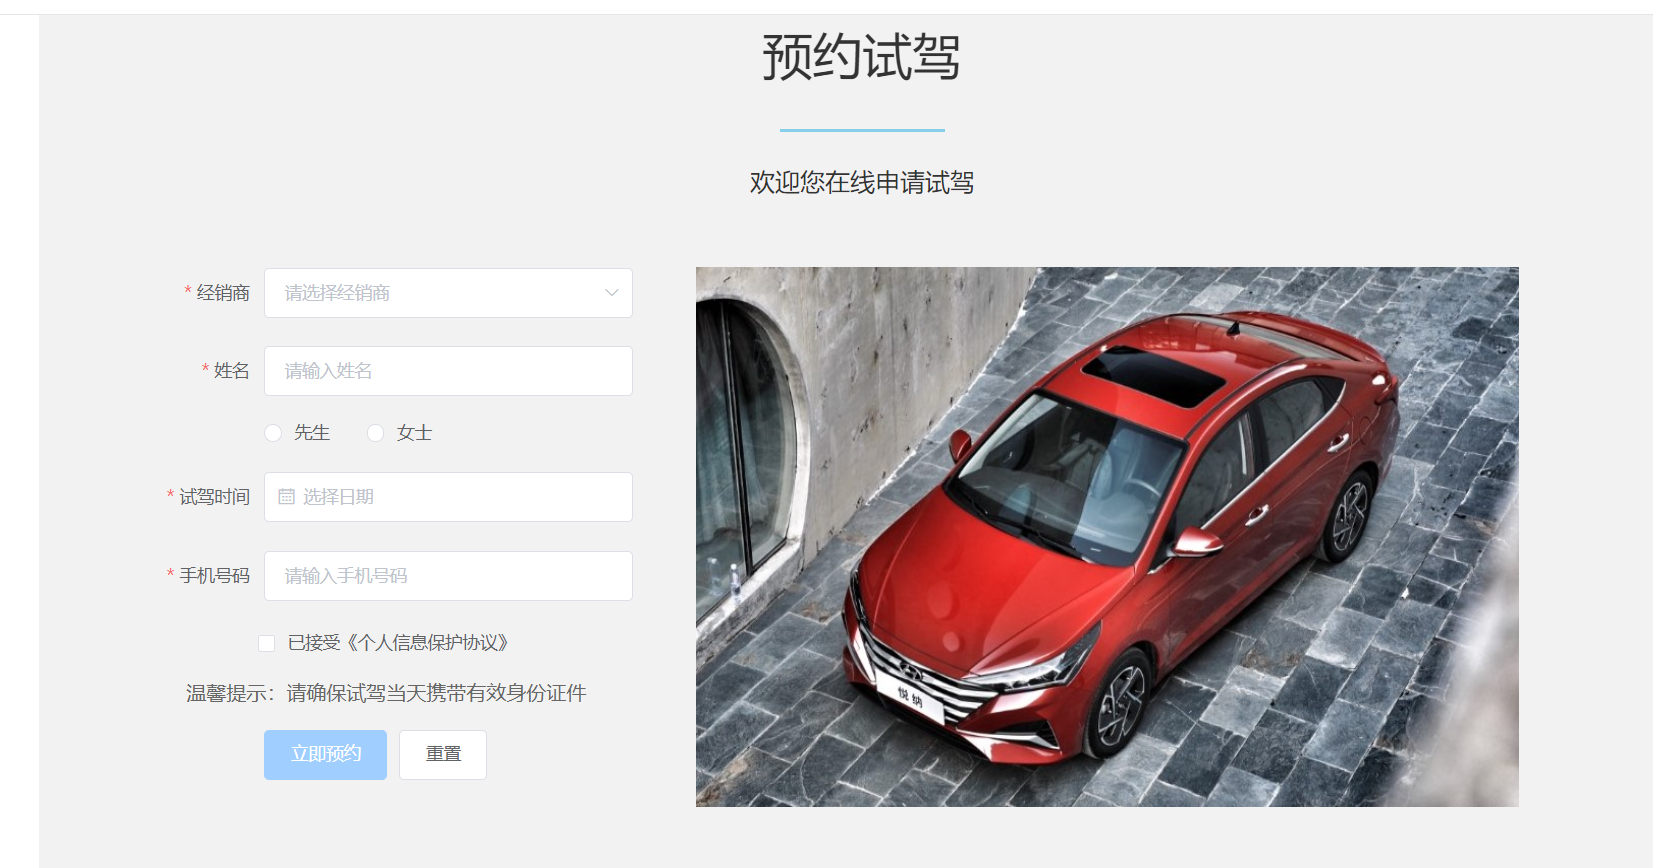 预约试驾
欢迎您在线申请试驾
* 经销商 请选择经销商
* 姓名 请输入姓名
先生 女士
* 试驾时间 选择日期
* 手机号码 请输入手机号码
已接受《个人信息保护协议》
温馨提示：请确保试驾当天携带有效身份证件
立即预约 重置
悦纳